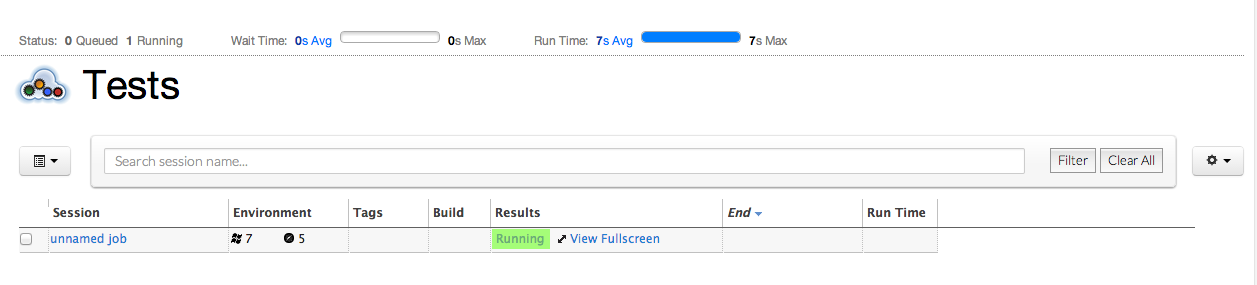 Status: 0 Queued 1 Running Wait Time: 0s Avg 0s Max Run Time: 7s Avg 7s Max
Tests
Search session name... Filter Clear All
Session Environment Tags Build Results End Run Time
unnamed job 7 5 Running View Fullscreen